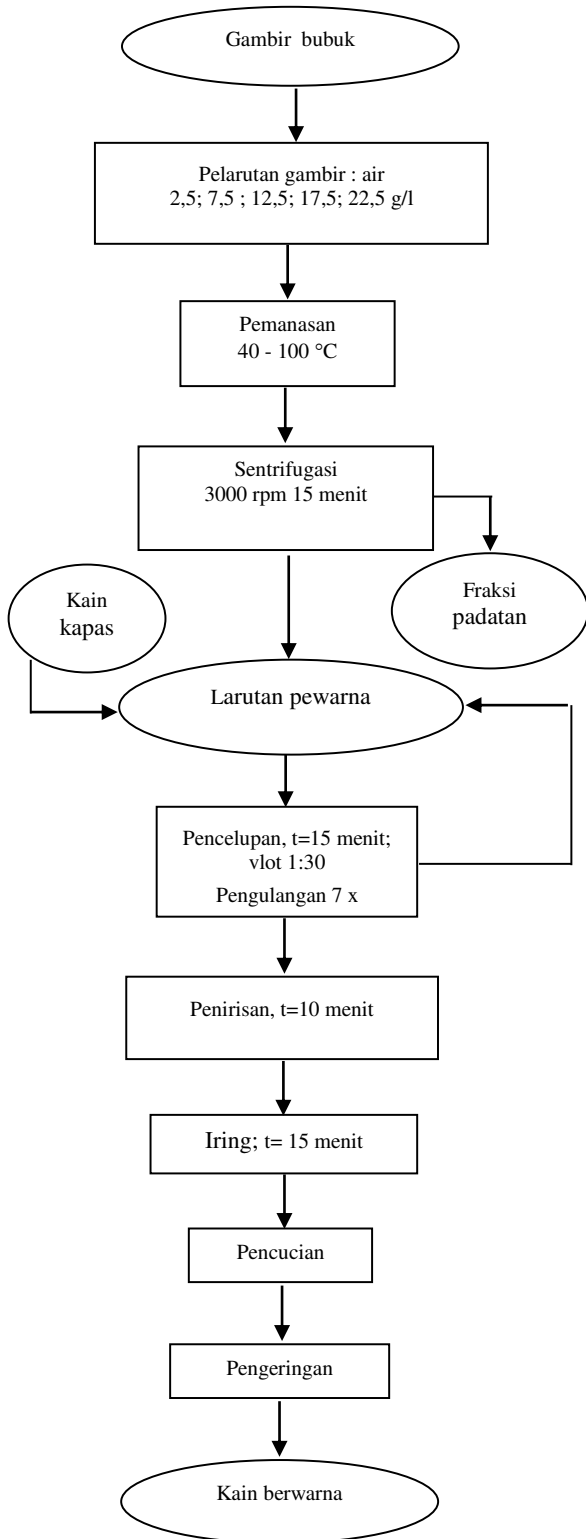 Gambir bubuk
Pelarutan gambir : air
2,5; 7,5 ; 12,5; 17,5; 22,5 g/l
Pemanasan
40 - 100 °C
Sentrifugasi
3000 rpm 15 menit
Kain
kapas
Fraksi
padatan
Larutan pewarna
Pencelupan, t=15 menit;
vlot 1:30
Pengulangan 7 x
Penirisan, t=10 menit
Iring; t= 15 menit
Pencucian
Pengeringan
Kain berwarna